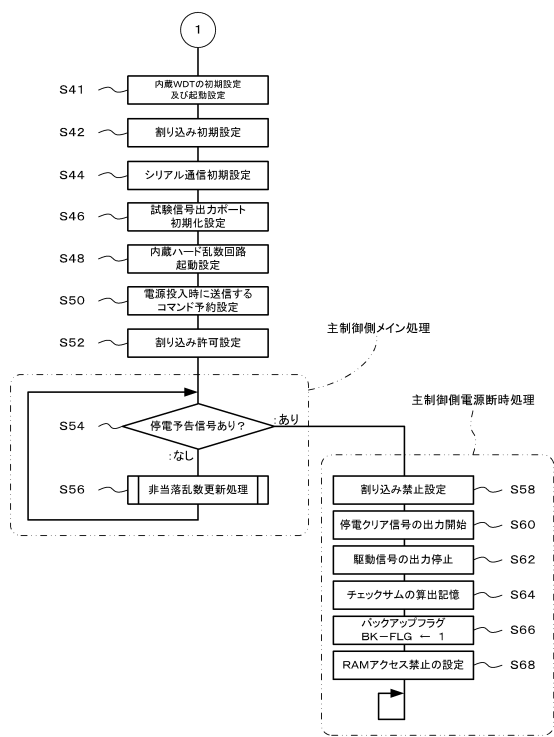 1
S41
内蔵WDTの初期設定
及び起動設定
S42
割り込み初期設定
S44
シリアル通信初期設定
S46
試験信号出力ポート
初期化設定
S48
内蔵ハード乱数回路
起動設定
S50
電源投入時に送信する
コマンド予約設定
S52
割り込み許可設定
主制御側メイン処理
S54
停電予告信号あり?
:あり
:なし
S56
非当落乱数更新処理
主制御側電源断時処理
割り込み禁止設定
S58
停電クリア信号の出力開始
S60
駆動信号の出力停止
S62
チェックサムの算出記憶
S64
バックアップフラグ
BK-FLG ← 1
S66
RAMアクセス禁止の設定
S68